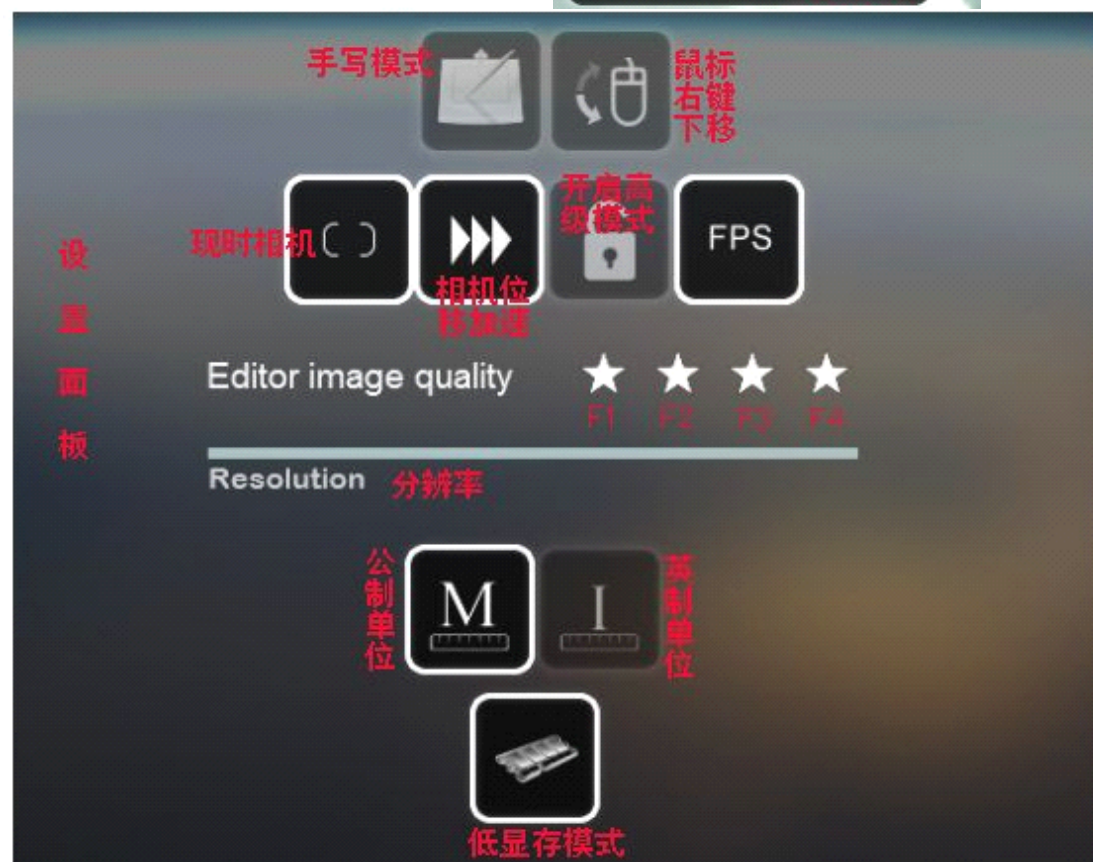 手写模式
鼠标
右键
下移
现时相机
相机位
移加速
开启高
级模式
FPS
设置面板
Editor image quality
F1 F2 F3 F4
Resolution 分辨率
公制单位
M
I
英制单位
低显存模式